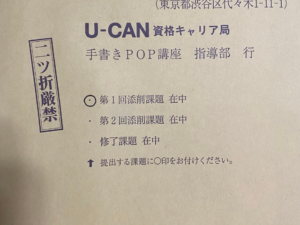 (東京都渋谷区代々木1-11-1)
U-CAN 資格キャリア局
手書きPOP講座 指導部 行
二ツ折厳禁
・第1回添削課題 在中
・第2回添削課題 在中
・修了課題 在中
⬆ 提出する課題に〇印をお付けください。